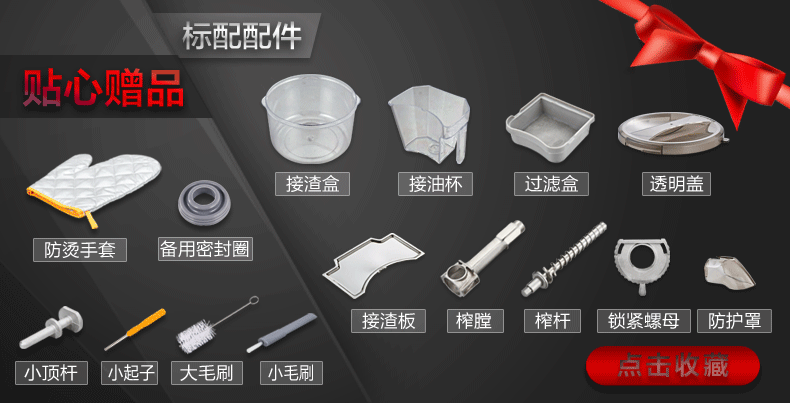 标配配件
贴心赠品
接渣盒
接油杯
过滤盒
透明盖
防烫手套
备用密封圈
接渣板
榨膛
榨杆
锁紧螺母
防护罩
小顶杆
小起子
大毛刷
小毛刷
点击收藏